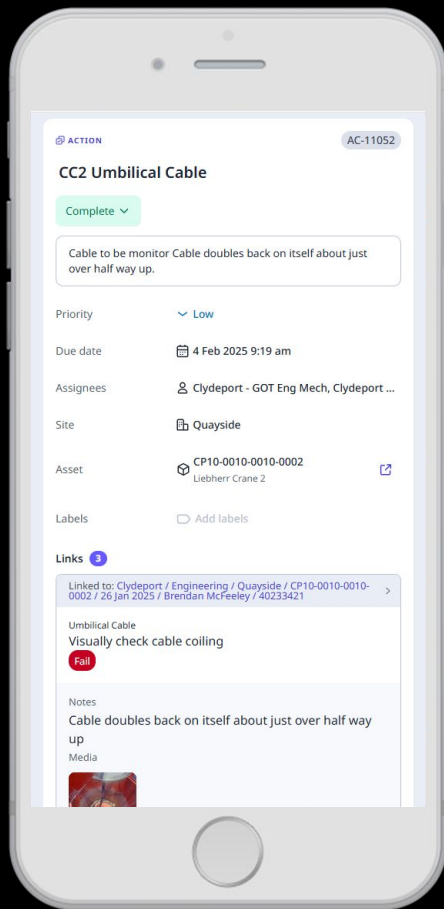 ACTION
AC-11052
CC2 Umbilical Cable
Complete
Cable to be monitor Cable doubles back on itself about just
over half way up.
Priority
Low
Due date
4 Feb 2025 9:19 am
Assignees
Clydeport - GOT Eng Mech, Clydeport ...
Site
Quayside
Asset
CP10-0010-0010-0002
Liebherr Crane 2
Labels
Add labels
Links 3
Linked to: Clydeport / Engineering / Quayside / CP10-0010-0010-
0002 / 26 Jan 2025 / Brendan McFeeley / 40233421
Umbilical Cable
Visually check cable coiling
Fail
Notes
Cable doubles back on itself about just over half way
up
Media